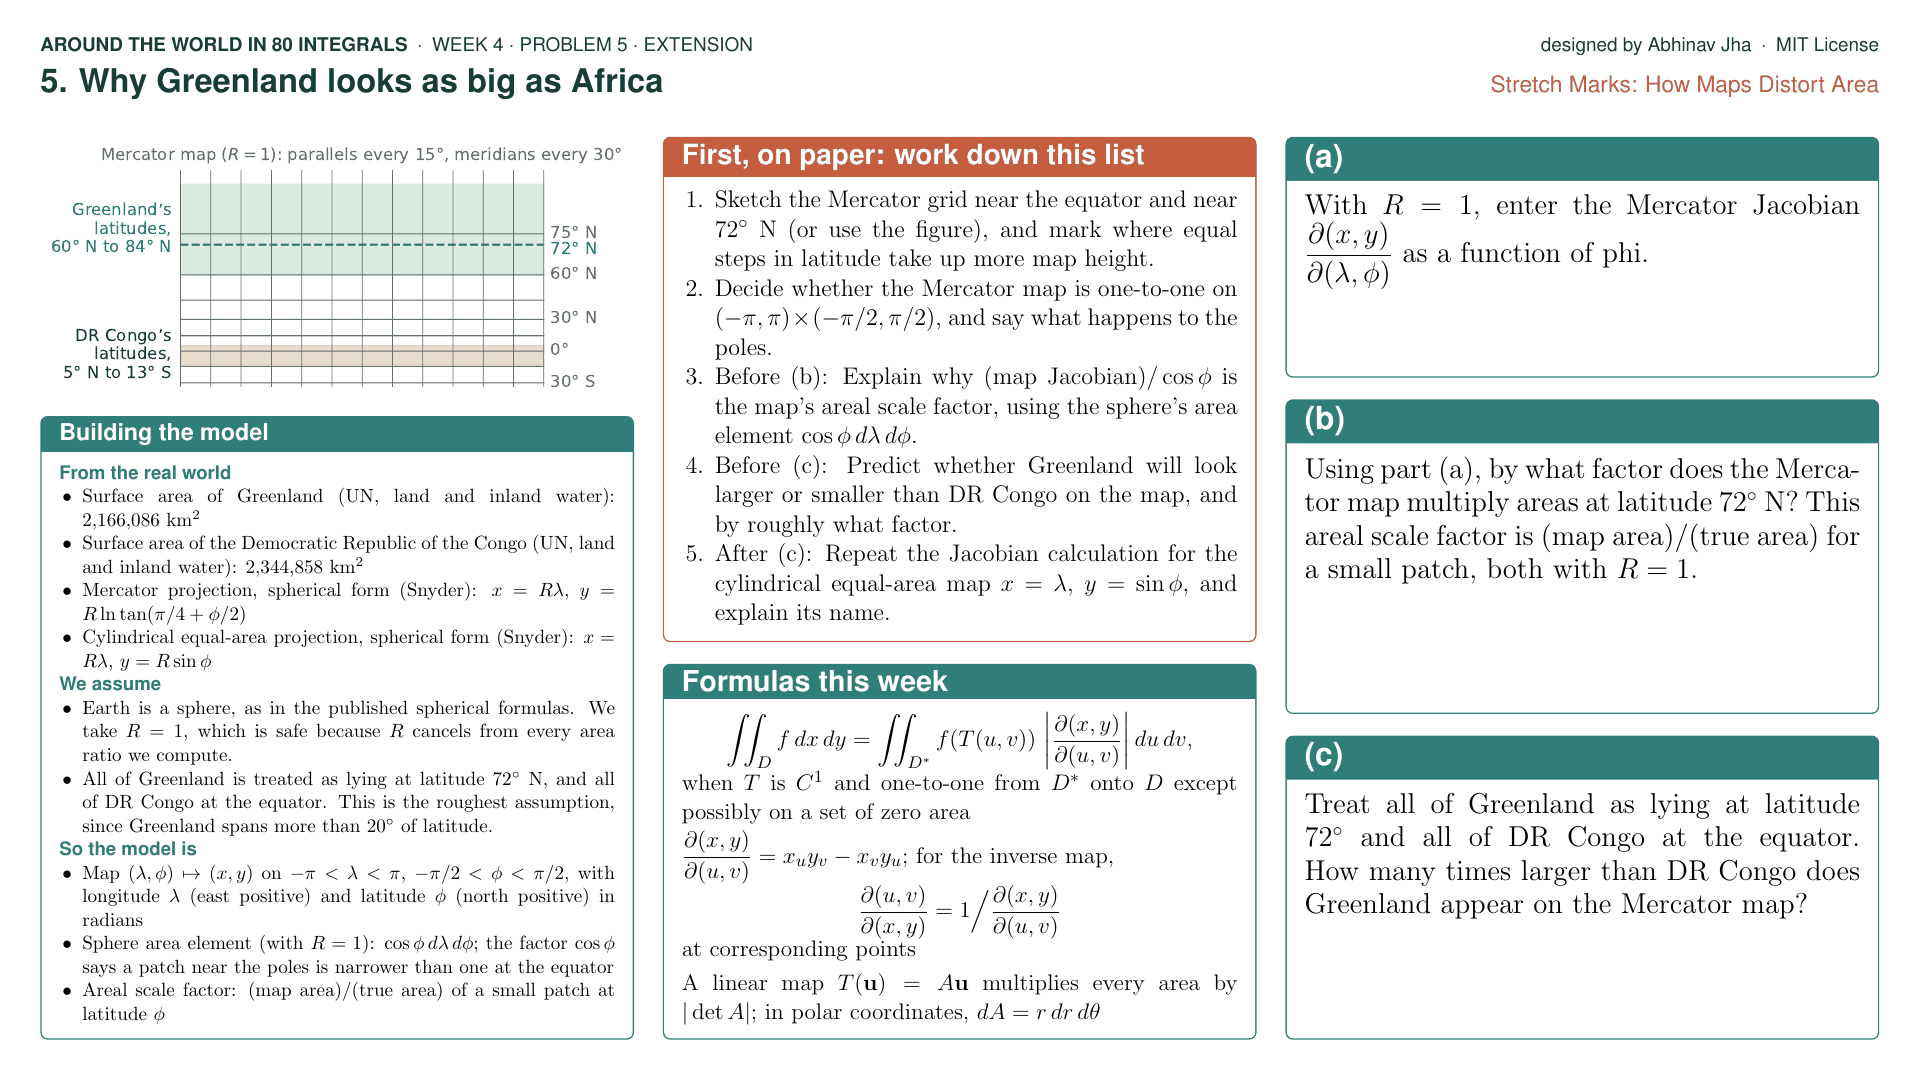 AROUND THE WORLD IN 80 INTEGRALS · WEEK 4 · PROBLEM 5 · EXTENSION
designed by Abhinav Jha · MIT License
5. Why Greenland looks as big as Africa
Stretch Marks: How Maps Distort Area
Mercator map (R = 1): parallels every 15°, meridians every 30°
Greenland's
latitudes,
60° N to 84° N
75° N
72° N
60° N
30° N
DR Congo's
latitudes,
5° N to 13° S
0°
30° S
Building the model
From the real world
• Surface area of Greenland (UN, land and inland water):
2,166,086 km²
• Surface area of the Democratic Republic of the Congo (UN, land
and inland water): 2,344,858 km²
• Mercator projection, spherical form (Snyder): x = Rλ, y =
R ln tan(π/4 + ϕ/2)
• Cylindrical equal-area projection, spherical form (Snyder): x =
Rλ, y = R sin ϕ
We assume
• Earth is a sphere, as in the published spherical formulas. We
take R = 1, which is safe because R cancels from every area
ratio we compute.
• All of Greenland is treated as lying at latitude 72° N, and all
of DR Congo at the equator. This is the roughest assumption,
since Greenland spans more than 20° of latitude.
So the model is
• Map (λ, ϕ) ↦ (x, y) on −π < λ < π, −π/2 < ϕ < π/2, with
longitude λ (east positive) and latitude ϕ (north positive) in
radians
• Sphere area element (with R = 1): cos ϕ dλ dϕ; the factor cos ϕ
says a patch near the poles is narrower than one at the equator
• Areal scale factor: (map area)/(true area) of a small patch at
latitude ϕ
First, on paper: work down this list
1. Sketch the Mercator grid near the equator and near
72° N (or use the figure), and mark where equal
steps in latitude take up more map height.
2. Decide whether the Mercator map is one-to-one on
(−π, π)×(−π/2, π/2), and say what happens to the
poles.
3. Before (b): Explain why (map Jacobian)/ cos ϕ is
the map's areal scale factor, using the sphere's area
element cos ϕ dλ dϕ.
4. Before (c): Predict whether Greenland will look
larger or smaller than DR Congo on the map, and
by roughly what factor.
5. After (c): Repeat the Jacobian calculation for the
cylindrical equal-area map x = λ, y = sin ϕ, and
explain its name.
Formulas this week
∬_D f dx dy = ∬_{D*} f(T(u, v)) |∂(x, y)/∂(u, v)| du dv,
when T is C¹ and one-to-one from D* onto D except
possibly on a set of zero area
∂(x, y)/∂(u, v) = x_u y_v − x_v y_u; for the inverse map,
∂(u, v)/∂(x, y) = 1/ ∂(x, y)/∂(u, v)
at corresponding points
A linear map T(u) = Au multiplies every area by
| det A|; in polar coordinates, dA = r dr dθ
(a)
With R = 1, enter the Mercator Jacobian
∂(x, y)/∂(λ, ϕ) as a function of phi.
(b)
Using part (a), by what factor does the Merca-
tor map multiply areas at latitude 72° N? This
areal scale factor is (map area)/(true area) for
a small patch, both with R = 1.
(c)
Treat all of Greenland as lying at latitude
72° and all of DR Congo at the equator.
How many times larger than DR Congo does
Greenland appear on the Mercator map?